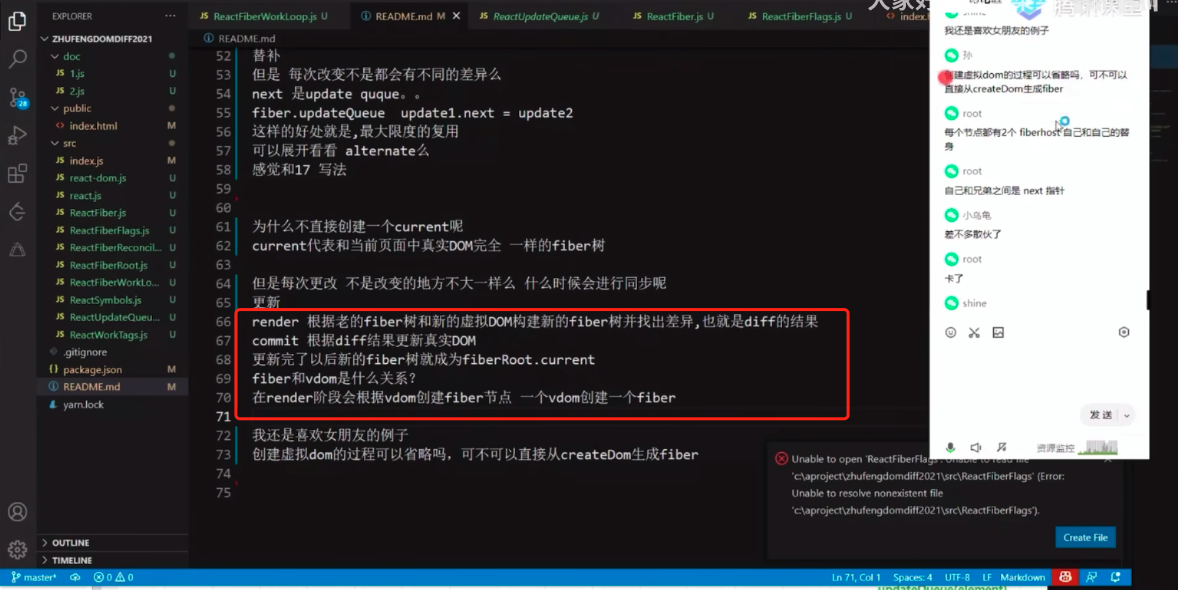 EXPLORER
ReactFiberWorkLoop.js U
README.md M
ReactUpdateQueue.js U
ReactFiber.js U
ReactFiberFlags.js U
ZHUFENGDOMDIFF2021
README.md
doc
1.js U
2.js U
public
index.html M
src
index.js M
react-dom.js U
react.js U
ReactFiber.js U
ReactFiberFlags.js U
ReactFiberReconcil... U
ReactFiberRoot.js U
ReactFiberWorkLo... U
ReactSymbols.js U
ReactUpdateQueu... U
ReactWorkTags.js U
.gitignore
package.json M
README.md M
yarn.lock
OUTLINE
TIMELINE
28
52 替补
53 但是 每次改变不是都会有不同的差异么
54 next 是update quque。。
55 fiber.updateQueue update1.next = update2
56 这样的好处就是,最大限度的复用
57 可以展开看看 alternate么
58 感觉和17 写法
59
60
61 为什么不直接创建一个current呢
62 current代表和当前页面中真实DOM完全 一样的fiber树
63
64 但是每次更改 不是改变的地方不大一样么 什么时候会进行同步呢
65 更新
66 render 根据老的fiber树和新的虚拟DOM构建新的fiber树并找出差异,也就是diff的结果
67 commit 根据diff结果更新真实DOM
68 更新完了以后新的fiber树就成为fiberRoot.current
69 fiber和vdom是什么关系?
70 在render阶段会根据vdom创建fiber节点 一个vdom创建一个fiber
71
72 我还是喜欢女朋友的例子
73 创建虚拟dom的过程可以省略吗，可不可以直接从createDom生成fiber
74
75
腾讯课堂
shine
我还是喜欢女朋友的例子
孙
创建虚拟dom的过程可以省略吗，可不可以
直接从createDom生成fiber
root
每个节点都有2个 fiberhost 自己和自己的替
身
root
自己和兄弟之间是 next 指针
小乌龟
差不多散伙了
root
卡了
shine
发送
资源监控
Unable to open 'ReactFiberFlags': Unable to read file
'c:\aproject\zhufengdomdiff2021\src\ReactFiberFlags' (Error:
Unable to resolve nonexistent file
'c:\aproject\zhufengdomdiff2021\src\ReactFiberFlags').
Create File
master* 0 0
Ln 71, Col 1 Spaces: 4 UTF-8 LF Markdown